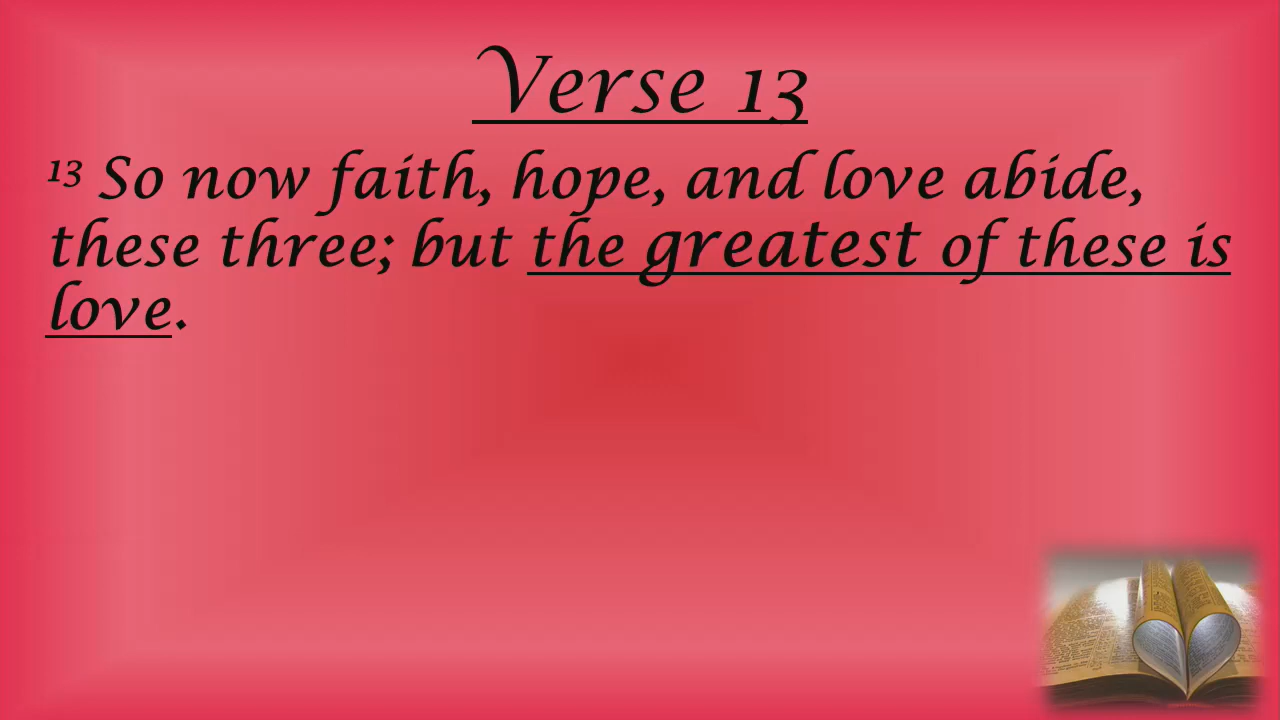 Verse 13
13 So now faith, hope, and love abide,
these three; but the greatest of these is
love.